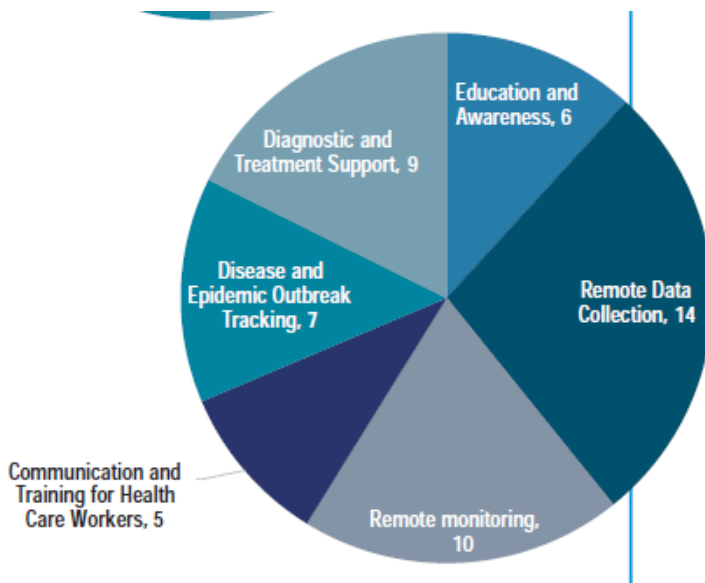 Education and
Awareness, 6
Diagnostic and
Treatment Support, 9
Disease and
Epidemic Outbreak
Tracking, 7
Remote Data
Collection, 14
Communication and
Training for Health
Care Workers, 5
Remote monitoring,
10